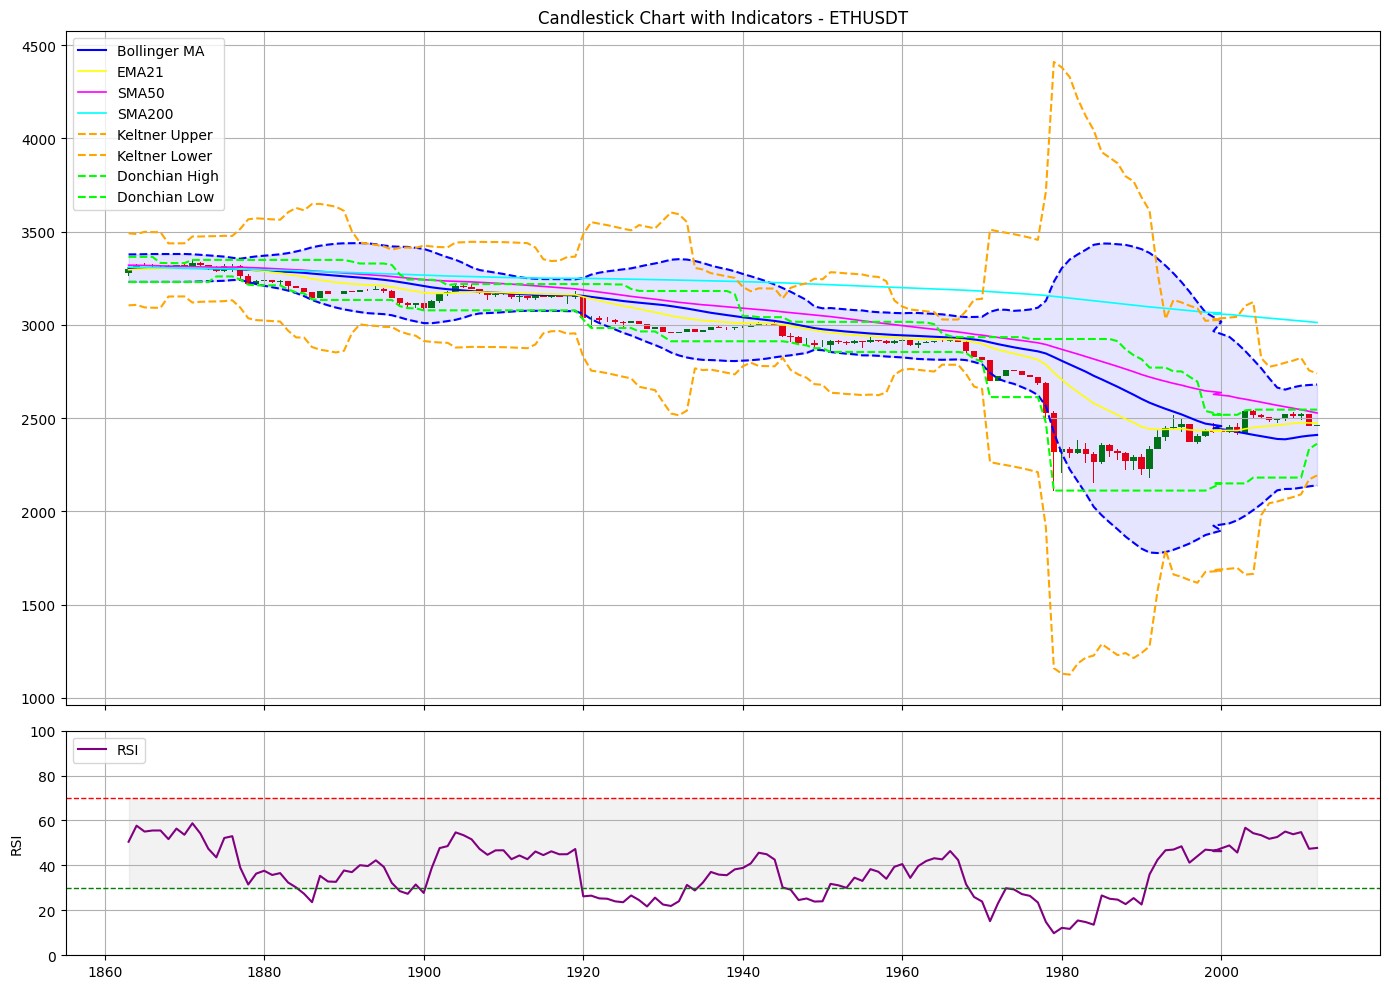 Candlestick Chart with Indicators - ETHUSDT
4500
4000
3500
3000
2500
2000
1500
1000
Bollinger MA
EMA21
SMA50
SMA200
Keltner Upper
Keltner Lower
Donchian High
Donchian Low
100
80
60
40
20
0
RSI
RSI
1860 1880 1900 1920 1940 1960 1980 2000